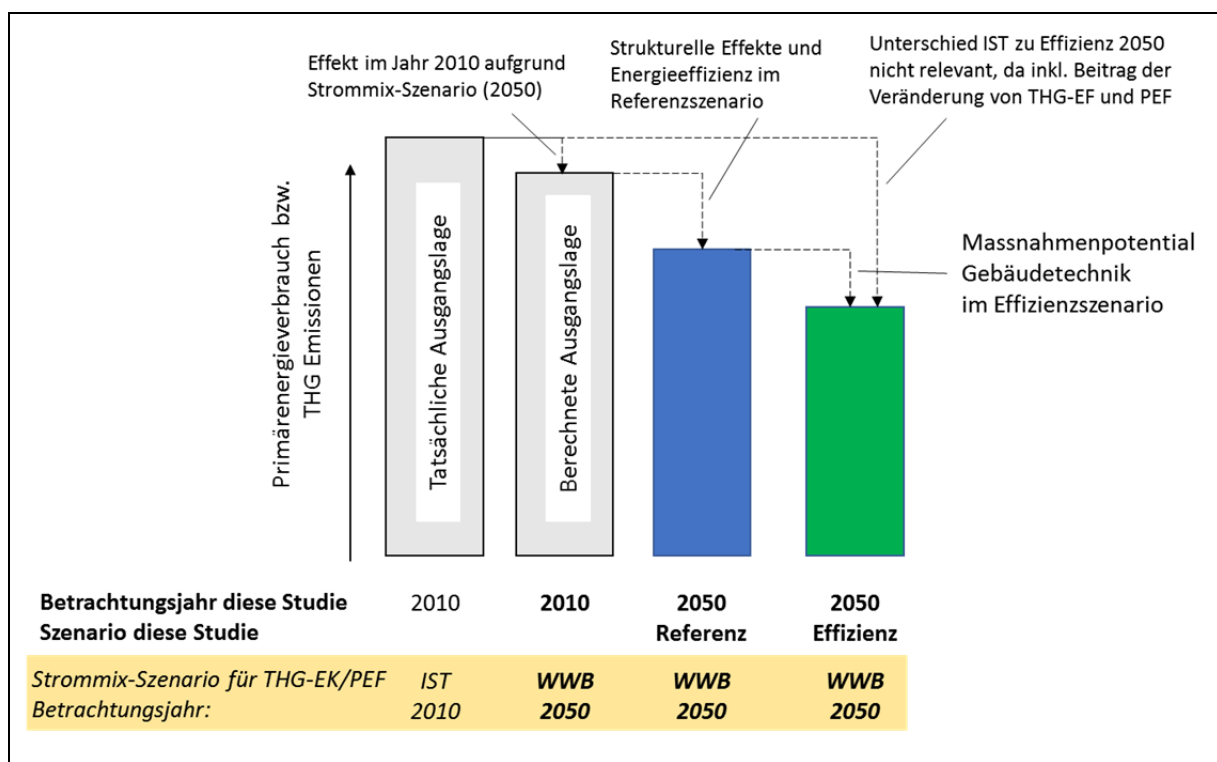 Effekt im Jahr 2010 aufgrund
Strommix-Szenario (2050)
Strukturelle Effekte und
Energieeffizienz im
Referenzszenario
Unterschied IST zu Effizienz 2050
nicht relevant, da inkl. Beitrag der
Veränderung von THG-EF und PEF
Massnahmenpotential
Gebäudetechnik
im Effizienzszenario
Primärenergieverbrauch bzw.
THG Emissionen
Tatsächliche Ausgangslage
Berechnete Ausgangslage
Betrachtungsjahr diese Studie 2010 2010 2050 2050
Szenario diese Studie Referenz Effizienz
Strommix-Szenario für THG-EK/PEF IST WWB WWB WWB
Betrachtungsjahr: 2010 2050 2050 2050